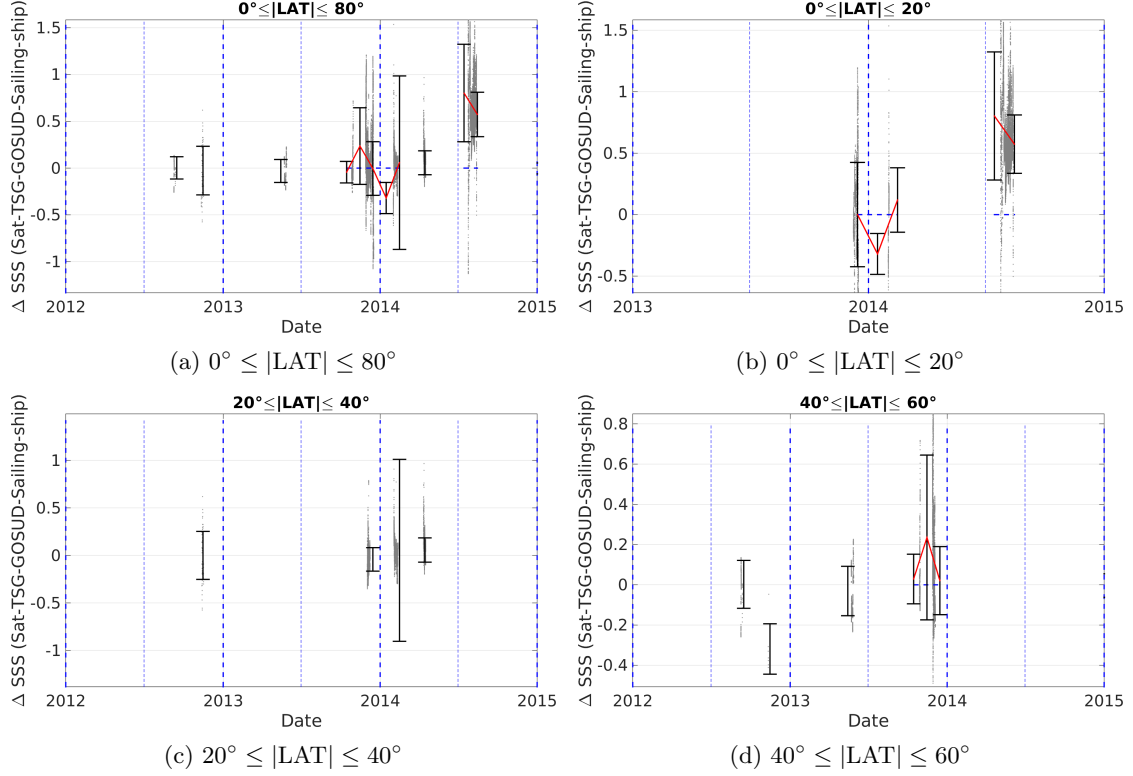 0°≤|LAT|≤ 80°
Δ SSS (Sat-TSG-GOSUD-Sailing-ship)
1.5
1
0.5
0
-0.5
-1
2012
2013
2014
2015
Date
(a) 0° ≤ |LAT| ≤ 80°
0°≤|LAT|≤ 20°
Δ SSS (Sat-TSG-GOSUD-Sailing-ship)
1.5
1
0.5
0
-0.5
2013
2014
2015
Date
(b) 0° ≤ |LAT| ≤ 20°
20°≤|LAT|≤ 40°
Δ SSS (Sat-TSG-GOSUD-Sailing-ship)
1
0.5
0
-0.5
-1
2012
2013
2014
2015
Date
(c) 20° ≤ |LAT| ≤ 40°
40°≤|LAT|≤ 60°
Δ SSS (Sat-TSG-GOSUD-Sailing-ship)
0.8
0.6
0.4
0.2
0
-0.2
-0.4
2012
2013
2014
2015
Date
(d) 40° ≤ |LAT| ≤ 60°